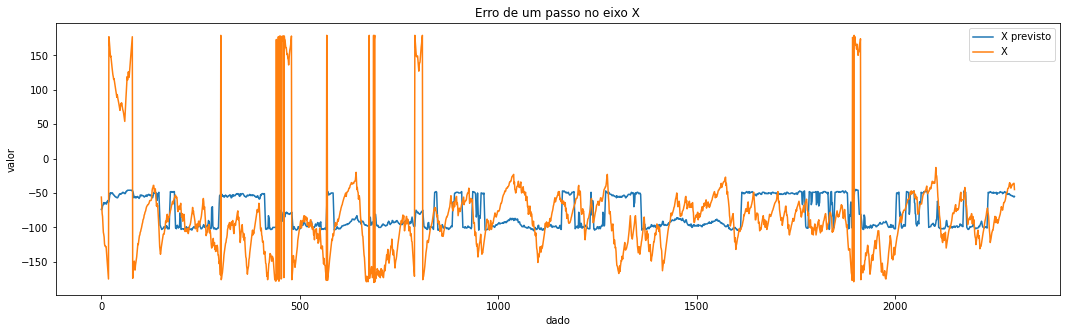 Erro de um passo no eixo X
X previsto
X
valor
150
100
50
0
−50
−100
−150
0
500
1000
1500
2000
dado